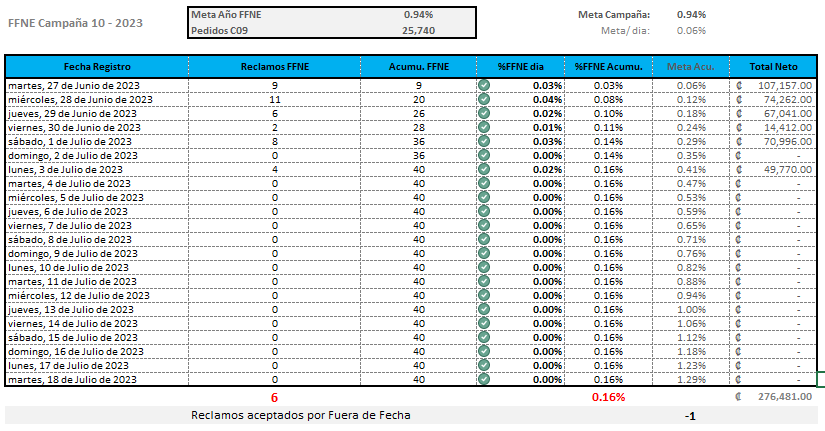 FFNE Campaña 10 - 2023
Meta Año FFNE 0.94%
Pedidos C09 25,740
Meta Campaña: 0.94%
Meta/ dia: 0.06%
Fecha Registro Reclamos FFNE Acumu. FFNE %FFNE dia %FFNE Acumu. Meta Acu. Total Neto
martes, 27 de Junio de 2023 9 9 0.03% 0.03% 0.06% ₡ 107,157.00
miércoles, 28 de Junio de 2023 11 20 0.04% 0.08% 0.12% ₡ 74,262.00
jueves, 29 de Junio de 2023 6 26 0.02% 0.10% 0.18% ₡ 67,041.00
viernes, 30 de Junio de 2023 2 28 0.01% 0.11% 0.24% ₡ 14,412.00
sábado, 1 de Julio de 2023 8 36 0.03% 0.14% 0.29% ₡ 70,996.00
domingo, 2 de Julio de 2023 0 36 0.00% 0.14% 0.35% ₡ -
lunes, 3 de Julio de 2023 4 40 0.02% 0.16% 0.41% ₡ 49,770.00
martes, 4 de Julio de 2023 0 40 0.00% 0.16% 0.47% ₡ -
miércoles, 5 de Julio de 2023 0 40 0.00% 0.16% 0.53% ₡ -
jueves, 6 de Julio de 2023 0 40 0.00% 0.16% 0.59% ₡ -
viernes, 7 de Julio de 2023 0 40 0.00% 0.16% 0.65% ₡ -
sábado, 8 de Julio de 2023 0 40 0.00% 0.16% 0.71% ₡ -
domingo, 9 de Julio de 2023 0 40 0.00% 0.16% 0.76% ₡ -
lunes, 10 de Julio de 2023 0 40 0.00% 0.16% 0.82% ₡ -
martes, 11 de Julio de 2023 0 40 0.00% 0.16% 0.88% ₡ -
miércoles, 12 de Julio de 2023 0 40 0.00% 0.16% 0.94% ₡ -
jueves, 13 de Julio de 2023 0 40 0.00% 0.16% 1.00% ₡ -
viernes, 14 de Julio de 2023 0 40 0.00% 0.16% 1.06% ₡ -
sábado, 15 de Julio de 2023 0 40 0.00% 0.16% 1.12% ₡ -
domingo, 16 de Julio de 2023 0 40 0.00% 0.16% 1.18% ₡ -
lunes, 17 de Julio de 2023 0 40 0.00% 0.16% 1.23% ₡ -
martes, 18 de Julio de 2023 0 40 0.00% 0.16% 1.29% ₡ -
6 0.16% ₡ 276,481.00
Reclamos aceptados por Fuera de Fecha -1